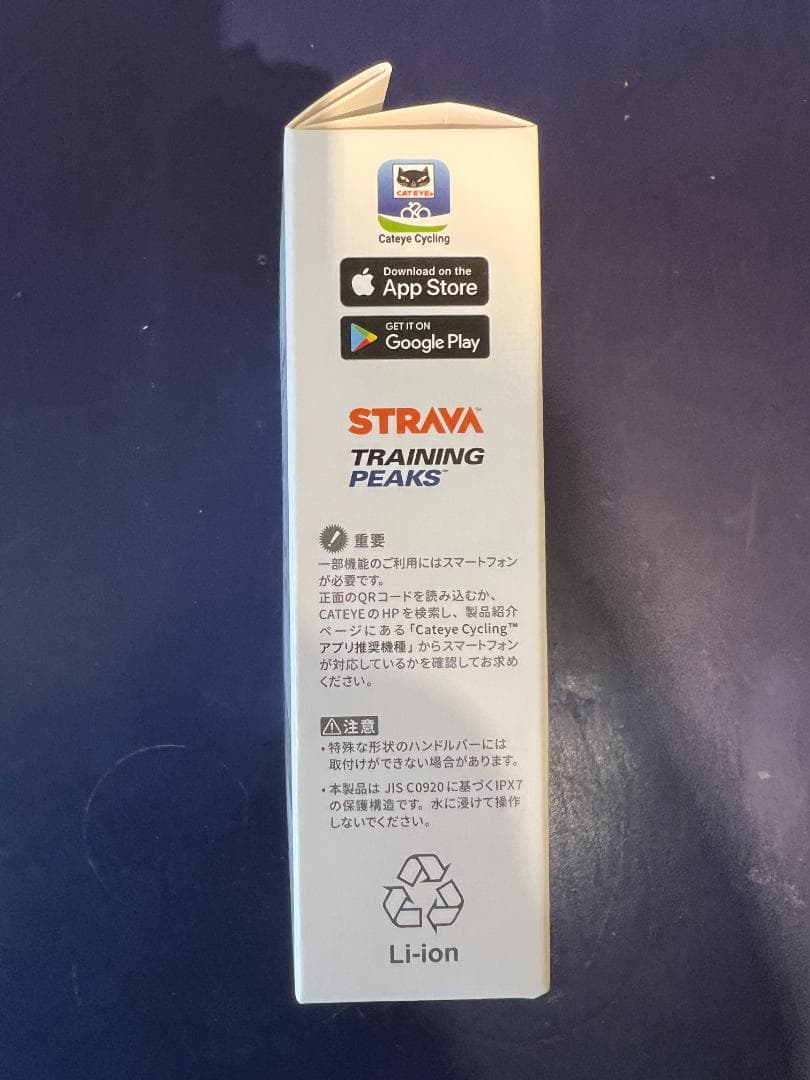 CATEYE®
Cateye Cycling
Download on the
App Store
GET IT ON
Google Play
STRAVA™
TRAINING
PEAKS™
重要
一部機能のご利用にはスマートフォン
が必要です。
正面のQRコードを読み込むか、
CATEYEのHPを検索し、製品紹介
ページにある「Cateye Cycling™
アプリ推奨機種」からスマートフォン
が対応しているかを確認してお求め
ください。
注意
・特殊な形状のハンドルバーには
取付けができない場合があります。
・本製品は JIS C0920に基づくIPX7
の保護構造です。水に浸けて操作
しないでください。
Li-ion